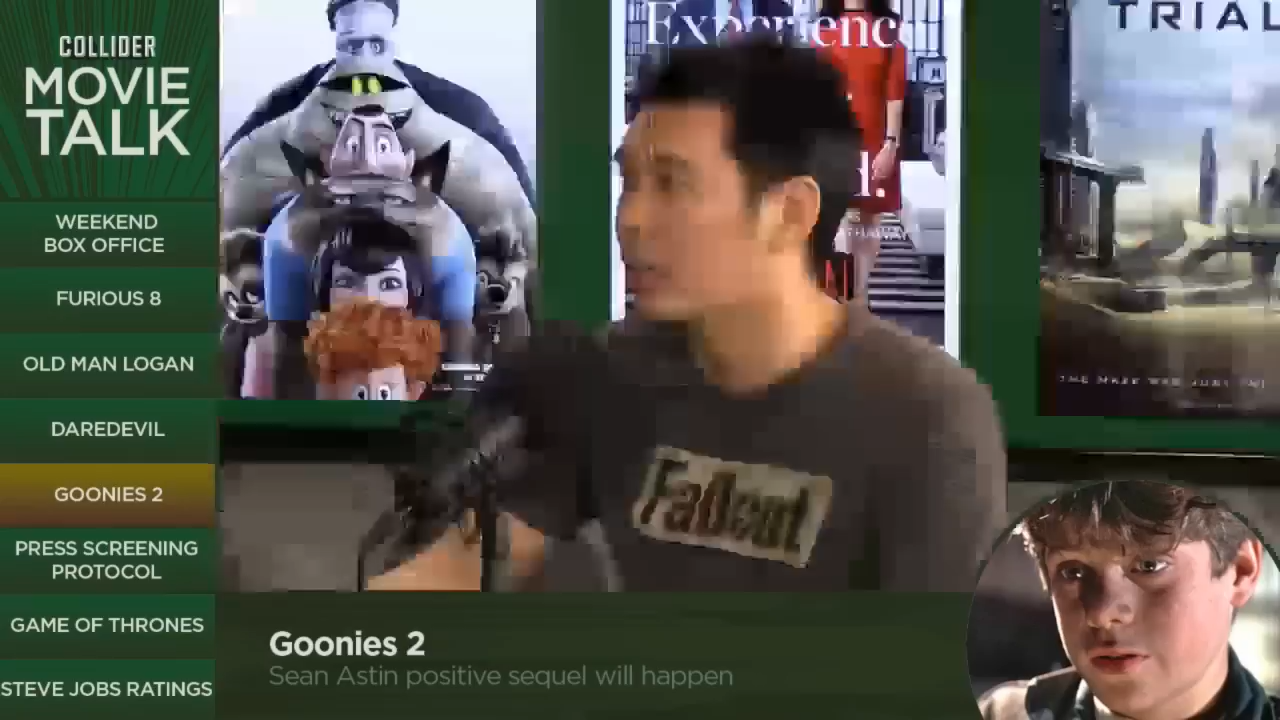 COLLIDER
MOVIE
TALK
WEEKEND
BOX OFFICE
FURIOUS 8
OLD MAN LOGAN
DAREDEVIL
GOONIES 2
PRESS SCREENING
PROTOCOL
GAME OF THRONES
STEVE JOBS RATINGS
Experience
TRIAL
Fallout
Goonies 2
Sean Astin positive sequel will happen